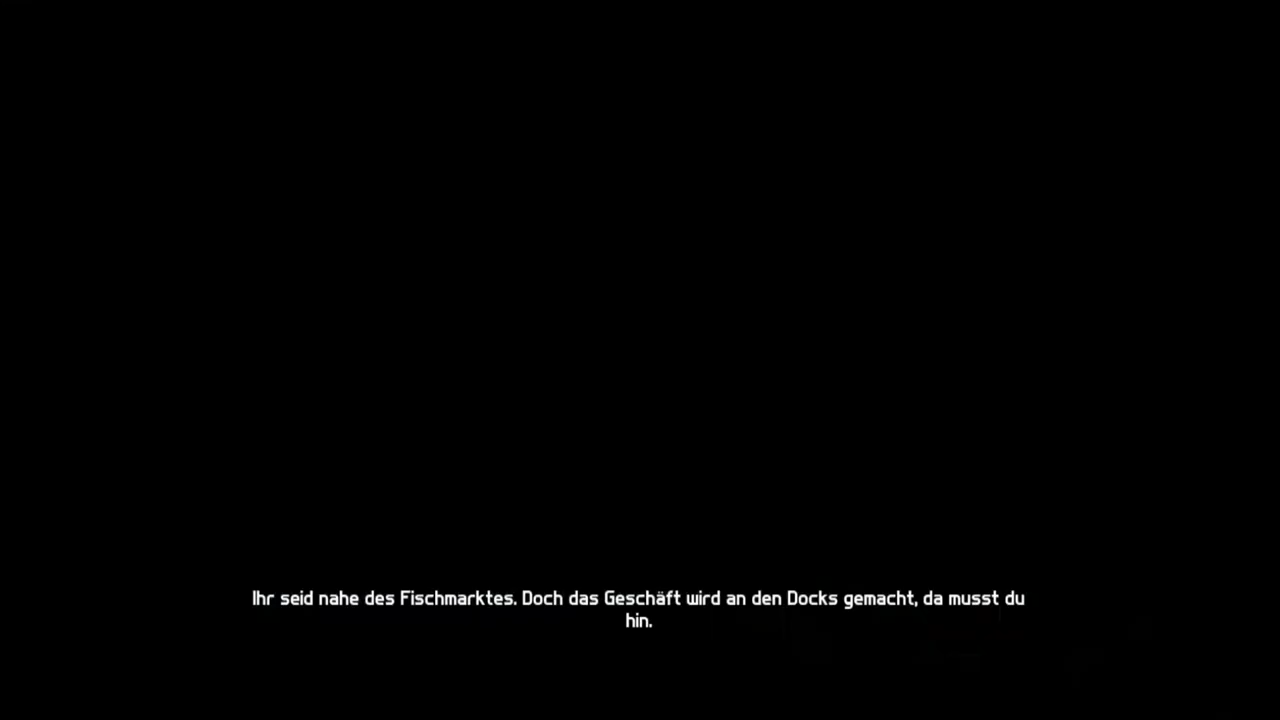 Ihr seid nahe des Fischmarktes. Doch das Geschäft wird an den Docks gemacht, da musst du
hin.